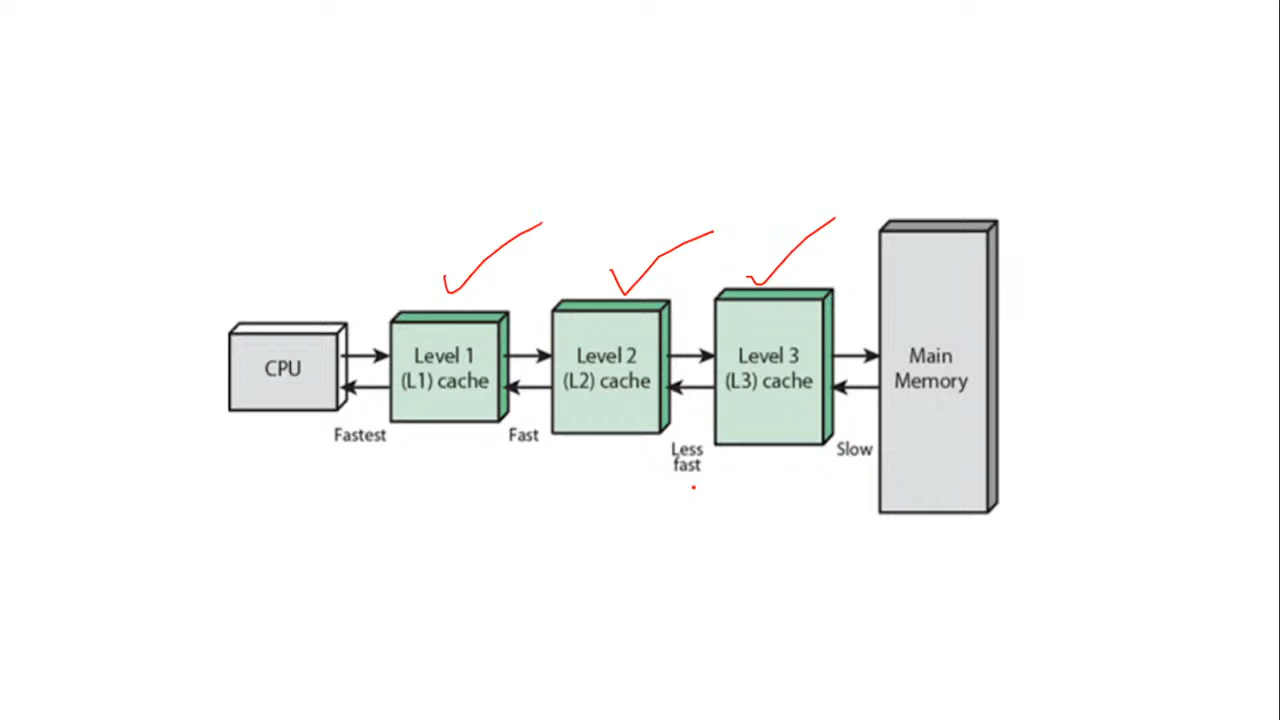 CPU
Level 1
(L1) cache
Level 2
(L2) cache
Level 3
(L3) cache
Main
Memory
Fastest
Fast
Less
fast
Slow